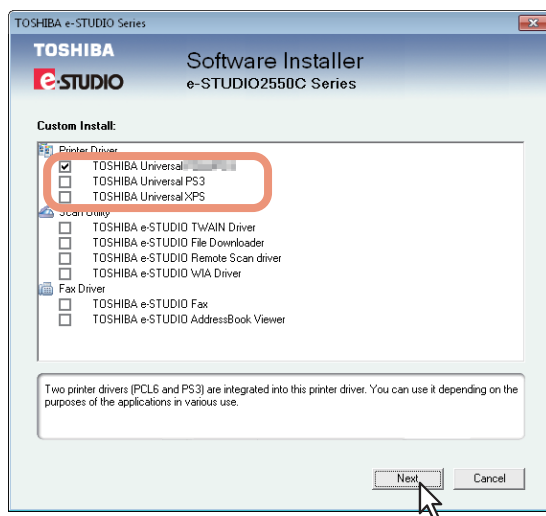 TOSHIBA e-STUDIO Series
TOSHIBA
e-STUDIO
Software Installer
e-STUDIO2550C Series
Custom Install:
Printer Driver
TOSHIBA Universal
TOSHIBA Universal PS3
TOSHIBA Universal XPS
Scan Utility
TOSHIBA e-STUDIO TWAIN Driver
TOSHIBA e-STUDIO File Downloader
TOSHIBA e-STUDIO Remote Scan driver
TOSHIBA e-STUDIO WIA Driver
Fax Driver
TOSHIBA e-STUDIO Fax
TOSHIBA e-STUDIO AddressBook Viewer
Two printer drivers (PCL6 and PS3) are integrated into this printer driver. You can use it depending on the
purposes of the applications in various use.
Next
Cancel